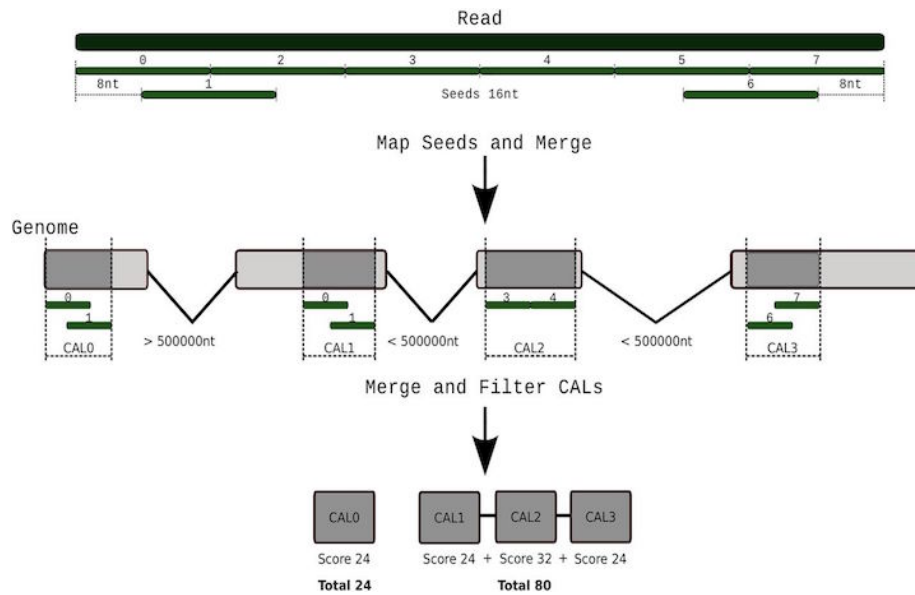 Read
0 2 3 4 5 7
8nt 1 Seeds 16nt 6 8nt
Map Seeds and Merge
Genome
0 0 3 4 7
1 1 6
CAL0 > 500000nt CAL1 < 500000nt CAL2 < 500000nt CAL3
Merge and Filter CALs
CAL0 CAL1 CAL2 CAL3
Score 24 Score 24 + Score 32 + Score 24
Total 24 Total 80